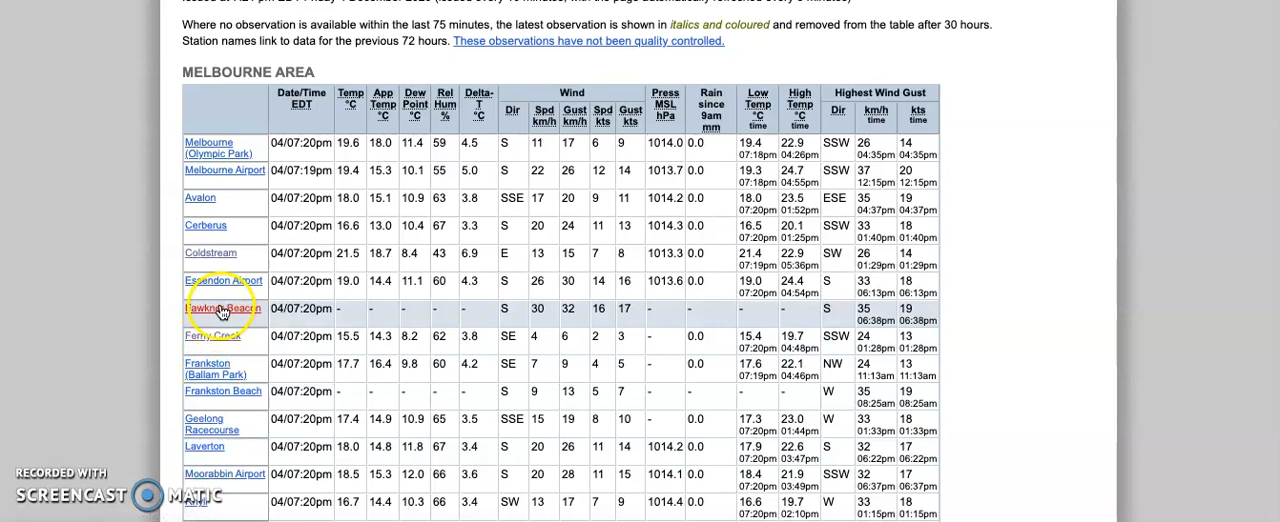 Where no observation is available within the last 75 minutes, the latest observation is shown in italics and coloured and removed from the table after 30 hours.
Station names link to data for the previous 72 hours. These observations have not been quality controlled.
MELBOURNE AREA
Date/Time EDT Temp °C App Temp °C Dew Point °C Rel Hum % Delta-T °C Wind Press MSL hPa Rain since 9am mm Low Temp °C time High Temp °C time Highest Wind Gust
Dir Spd km/h Gust km/h Spd kts Gust kts Dir km/h time kts time
Melbourne (Olympic Park) 04/07:20pm 19.6 18.0 11.4 59 4.5 S 11 17 6 9 1014.0 0.0 19.4 07:18pm 22.9 04:26pm SSW 26 04:35pm 14 04:35pm
Melbourne Airport 04/07:19pm 19.4 15.3 10.1 55 5.0 S 22 26 12 14 1013.7 0.0 19.3 07:18pm 24.7 04:55pm SSW 37 12:15pm 20 12:15pm
Avalon 04/07:20pm 18.0 15.1 10.9 63 3.8 SSE 17 20 9 11 1014.2 0.0 18.0 07:20pm 23.5 01:52pm ESE 35 04:37pm 19 04:37pm
Cerberus 04/07:20pm 16.6 13.0 10.4 67 3.3 S 20 24 11 13 1014.3 0.0 16.5 07:20pm 20.1 01:25pm SSW 33 01:40pm 18 01:40pm
Coldstream 04/07:20pm 21.5 18.7 8.4 43 6.9 E 13 15 7 8 1013.3 0.0 21.4 07:19pm 22.9 05:36pm SW 26 01:29pm 14 01:29pm
Essendon Airport 04/07:20pm 19.0 14.4 11.1 60 4.3 S 26 30 14 16 1013.6 0.0 19.0 07:20pm 24.4 04:54pm S 33 06:13pm 18 06:13pm
Fawkner Beacon 04/07:20pm - - - - - S 30 32 16 17 - - - - S 35 06:38pm 19 06:38pm
Ferny Creek 04/07:20pm 15.5 14.3 8.2 62 3.8 SE 4 6 2 3 - 0.0 15.4 07:20pm 19.7 04:48pm SSW 24 01:28pm 13 01:28pm
Frankston (Ballam Park) 04/07:20pm 17.7 16.4 9.8 60 4.2 SE 7 9 4 5 - 0.0 17.6 07:19pm 22.1 04:46pm NW 24 11:13am 13 11:13am
Frankston Beach 04/07:20pm - - - - - S 9 13 5 7 - - - - W 35 08:25am 19 08:25am
Geelong Racecourse 04/07:20pm 17.4 14.9 10.9 65 3.5 SSE 15 19 8 10 - 0.0 17.3 07:20pm 23.0 01:44pm W 33 01:33pm 18 01:33pm
Laverton 04/07:20pm 18.0 14.8 11.8 67 3.4 S 20 26 11 14 1014.2 0.0 17.9 07:20pm 22.6 03:47pm S 32 06:22pm 17 06:22pm
Moorabbin Airport 04/07:20pm 18.5 15.3 12.0 66 3.6 S 20 28 11 15 1014.1 0.0 18.4 07:20pm 21.9 03:49pm SSW 32 06:37pm 17 06:37pm
04/07:20pm 16.7 14.4 10.3 66 3.4 SW 13 17 7 9 1014.4 0.0 16.6 07:20pm 19.7 02:10pm W 33 01:15pm 18 01:15pm
RECORDED WITH
SCREENCAST MATIC